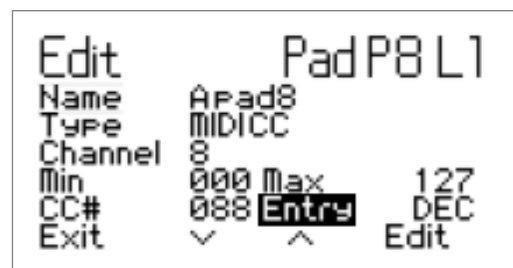 Edit Pad P8 L1
Name Apad8
Type MIDICC
Channel 8
Min 000 Max 127
CC# 088 Entry DEC
Exit Edit